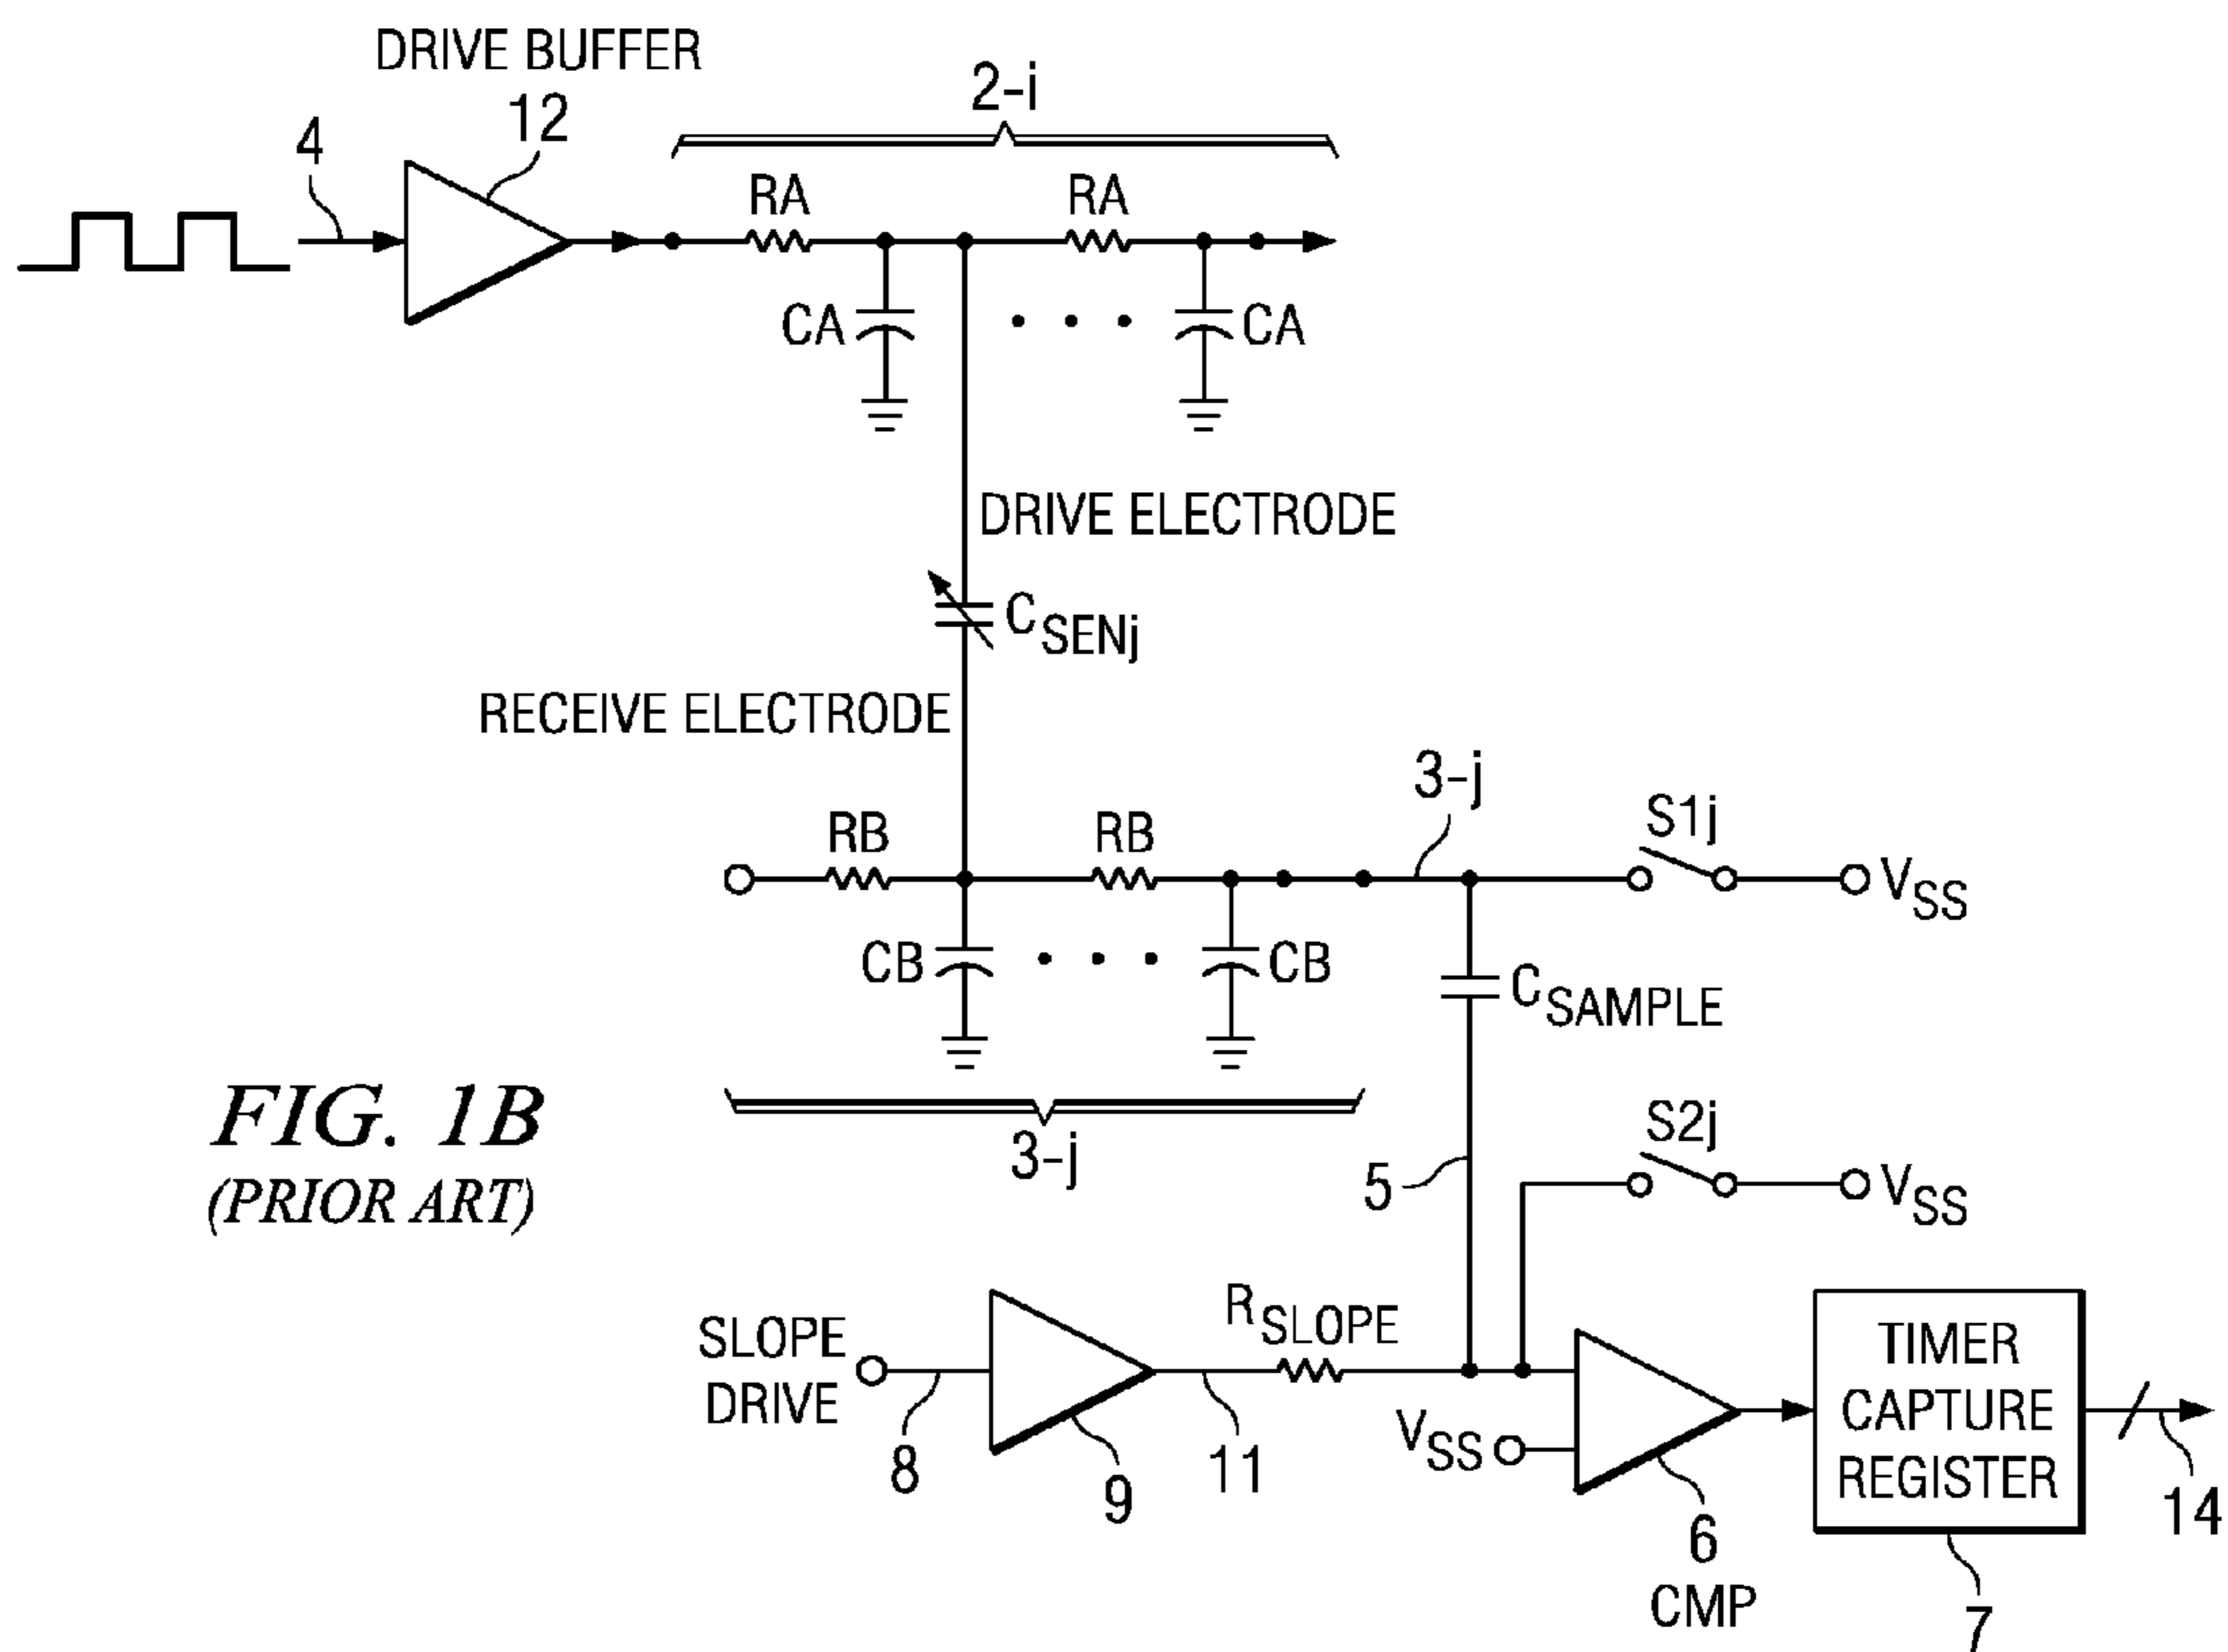 DRIVE BUFFER
12
2-i
4
RA
RA
CA
CA
DRIVE ELECTRODE
CSENj
RECEIVE ELECTRODE
3-j
S1j
RB
RB
VSS
CB
CB
CSAMPLE
FIG. 1B
(PRIOR ART)
3-j
5
S2j
VSS
SLOPE
DRIVE
RSLOPE
8
9
11
VSS
6
CMP
TIMER
CAPTURE
REGISTER
14
7